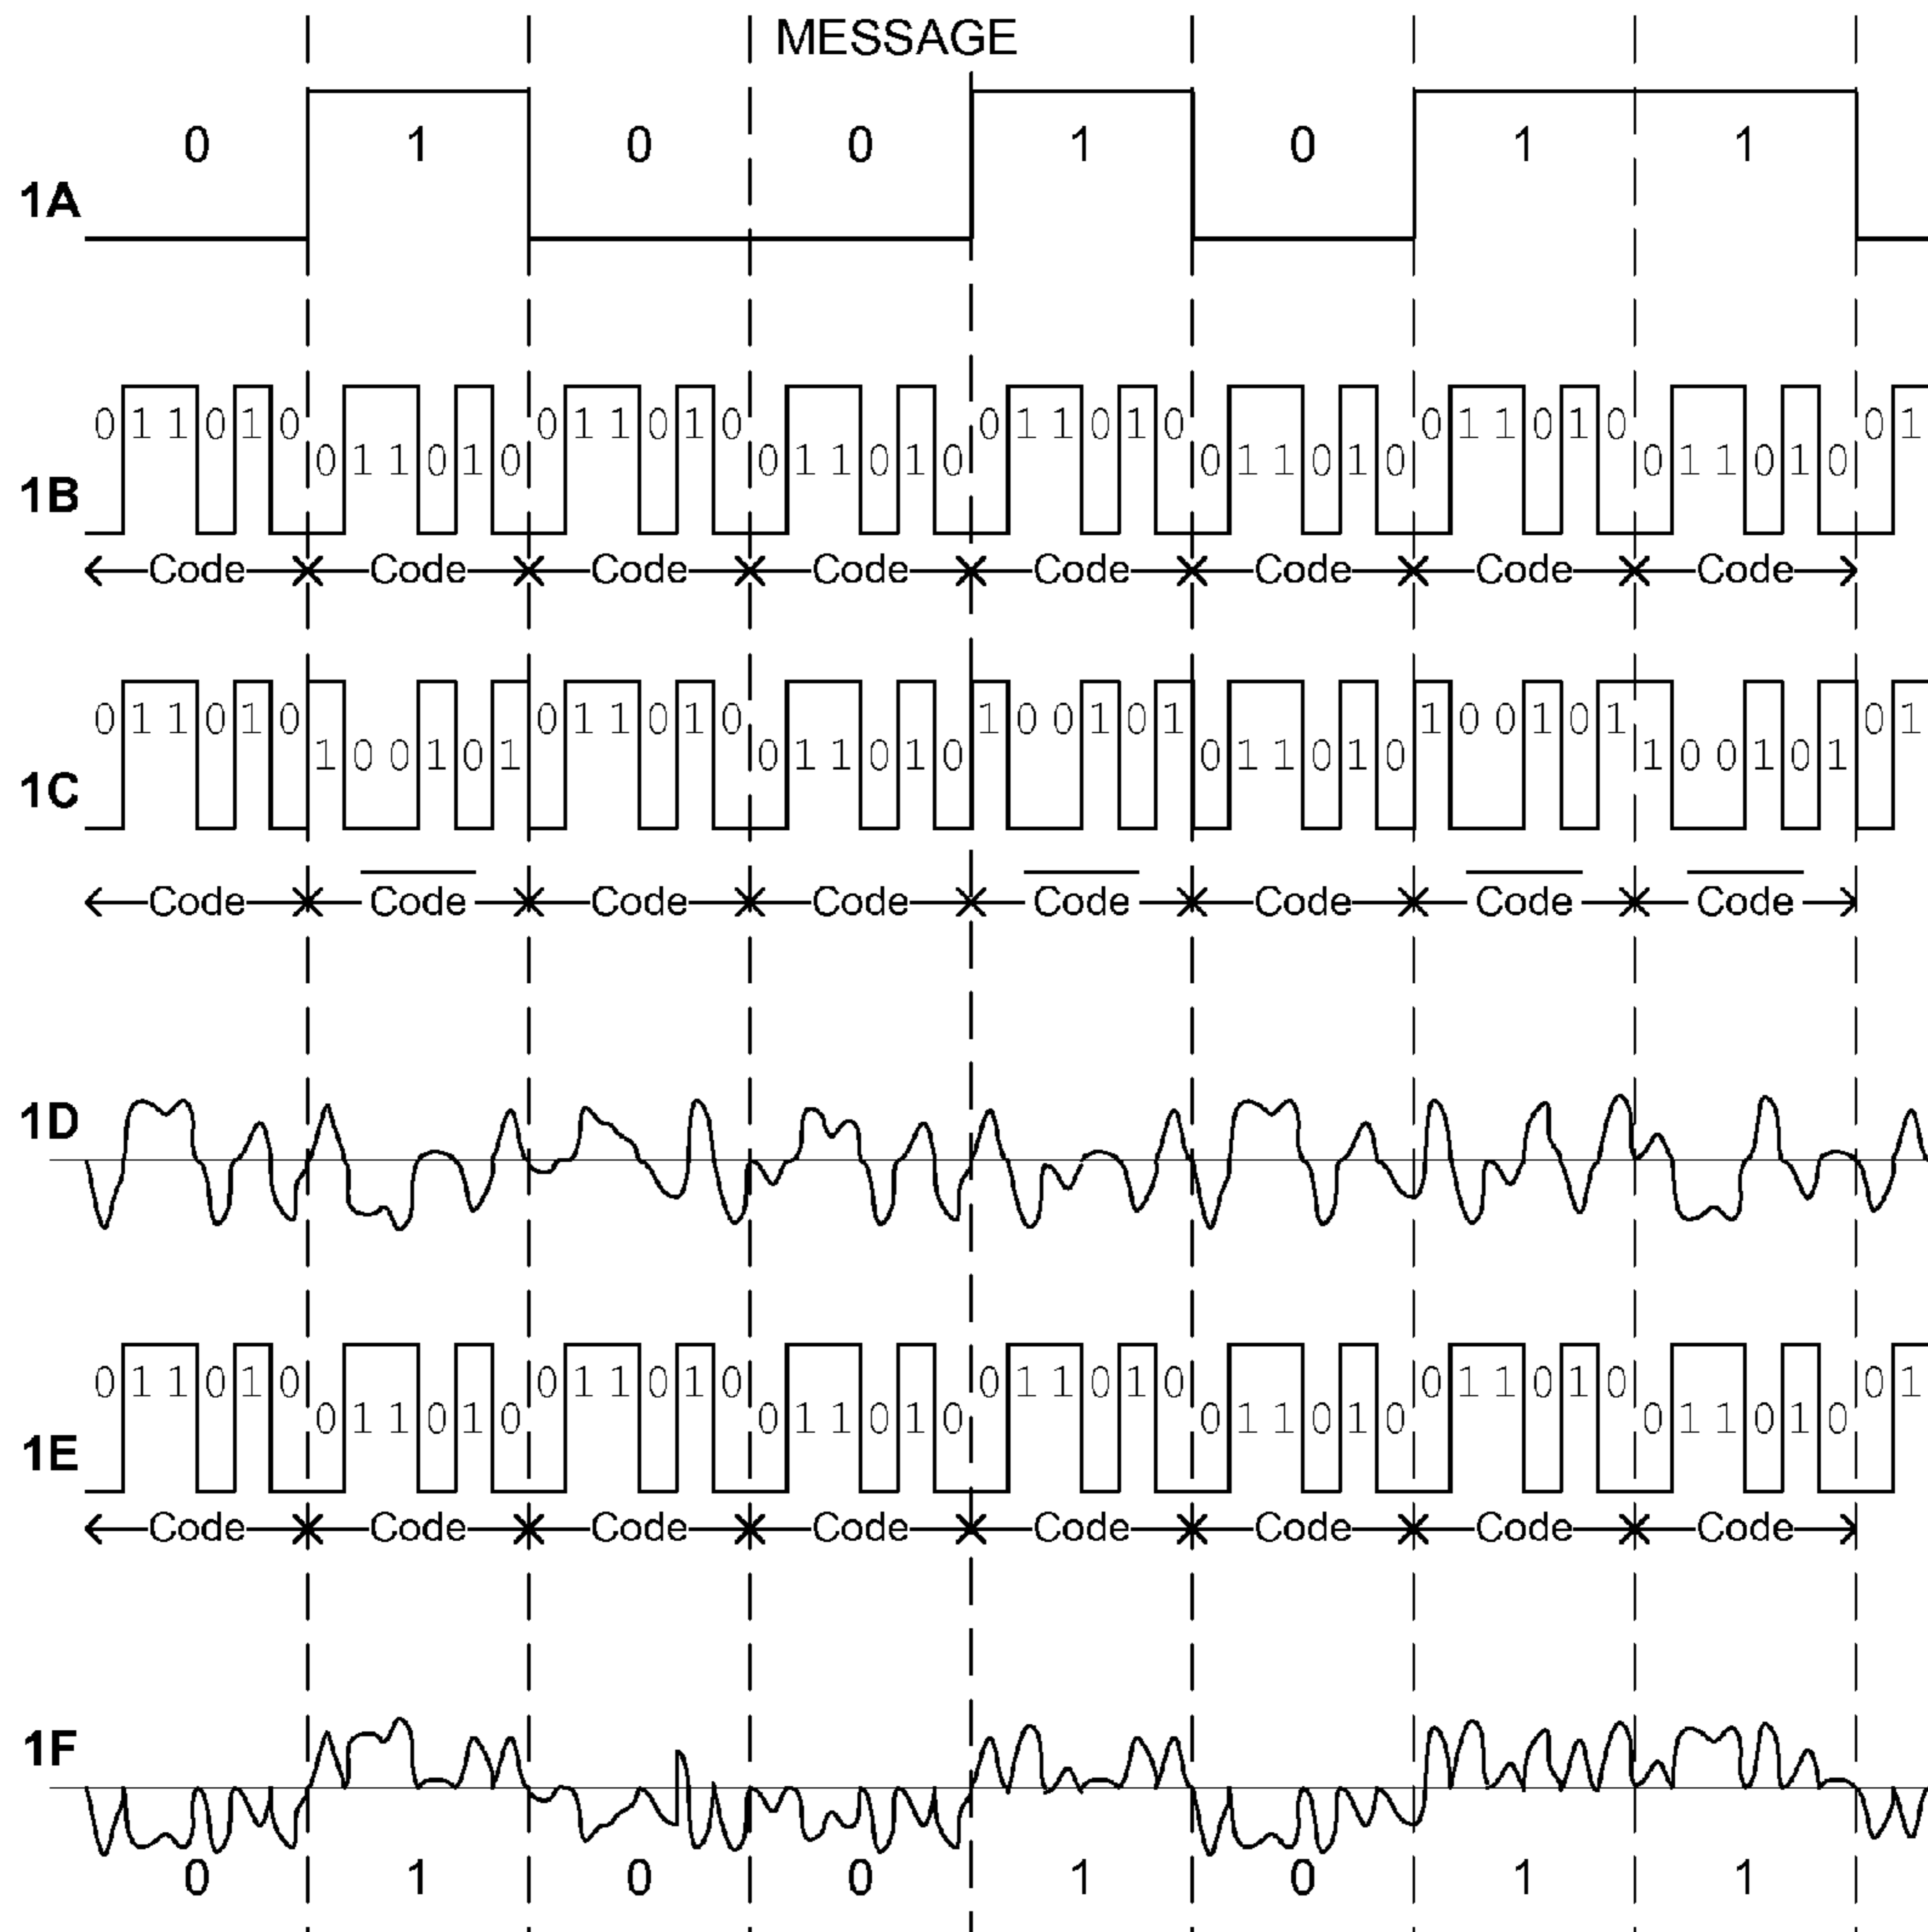 MESSAGE
0 1 0 0 1 0 1 1
1A
0 1 1 0 1 0 0 1 1 0 1 0 0 1 1 0 1 0 0 1 1 0 1 0 0 1 1 0 1 0 0 1 1 0 1 0 0 1 1 0 1 0 0 1 1 0 1 0 0 1
1B
Code Code Code Code Code Code Code Code
0 1 1 0 1 0 1 0 0 1 0 1 0 1 1 0 1 0 0 1 1 0 1 0 1 0 0 1 0 1 0 1 1 0 1 0 1 0 0 1 0 1 1 0 0 1 0 1 0 1
1C
Code Code Code Code Code Code Code Code
1D
0 1 1 0 1 0 0 1 1 0 1 0 0 1 1 0 1 0 0 1 1 0 1 0 0 1 1 0 1 0 0 1 1 0 1 0 0 1 1 0 1 0 0 1 1 0 1 0 0 1
1E
Code Code Code Code Code Code Code Code
1F
0 1 0 0 1 0 1 1